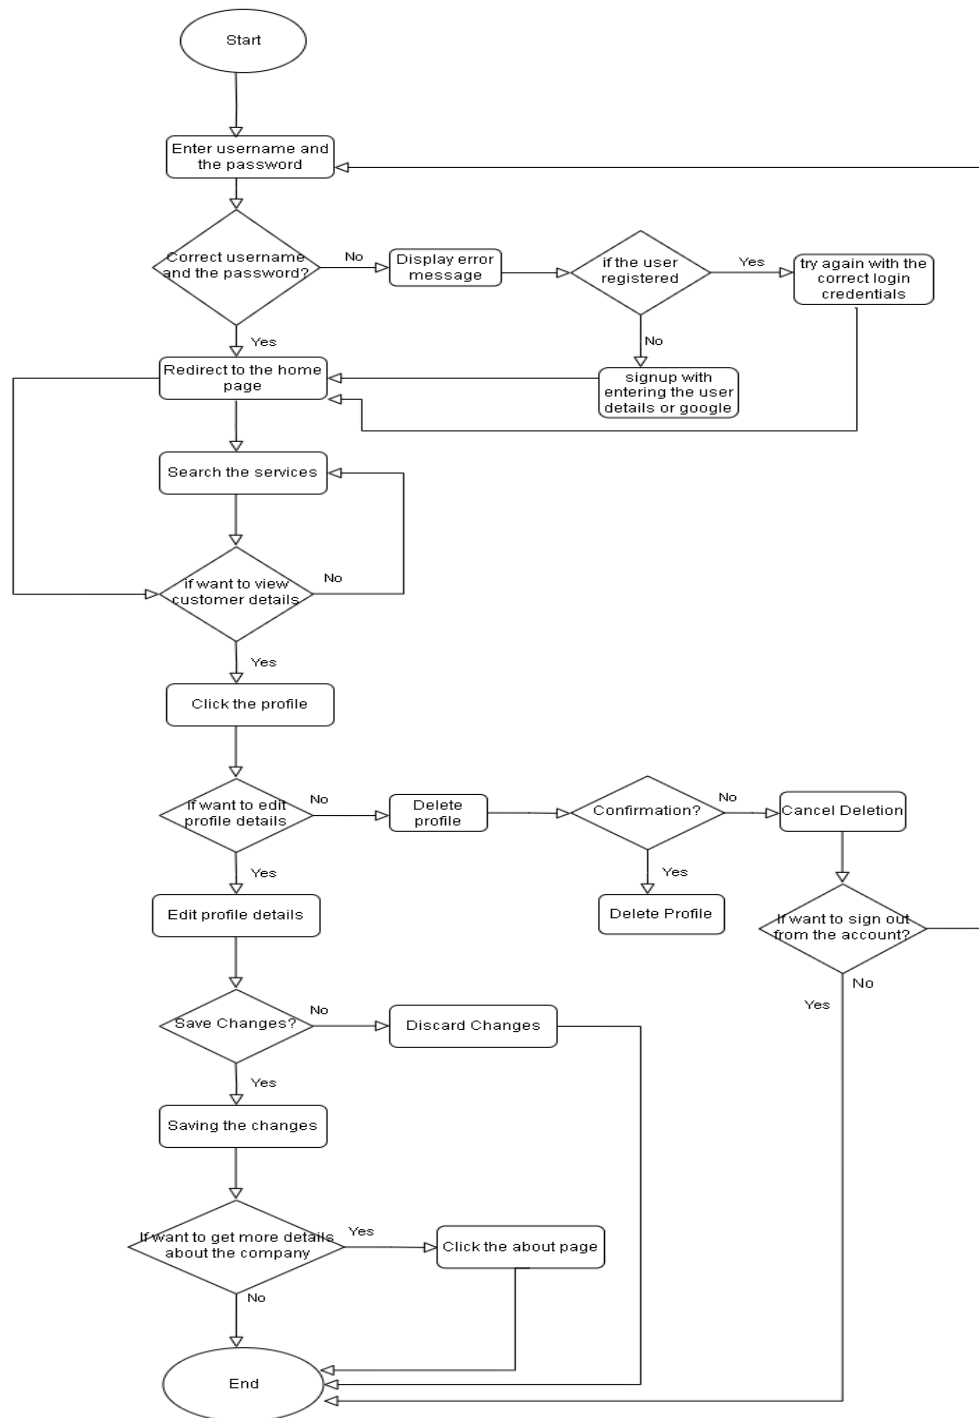 Start
Enter username and
the password
Correct username
and the password?
No
Display error
message
if the user
registered
Yes
try again with the
correct login
credentials
Yes
No
Redirect to the home
page
signup with
entering the user
details or google
Search the services
if want to view
customer details
No
Yes
Click the profile
If want to edit
profile details
No
Delete
profile
Confirmation?
No
Cancel Deletion
Yes
Yes
Edit profile details
Delete Profile
If want to sign out
from the account?
No
Yes
Save Changes?
No
Discard Changes
Yes
Saving the changes
If want to get more details
about the company
Yes
Click the about page
No
End